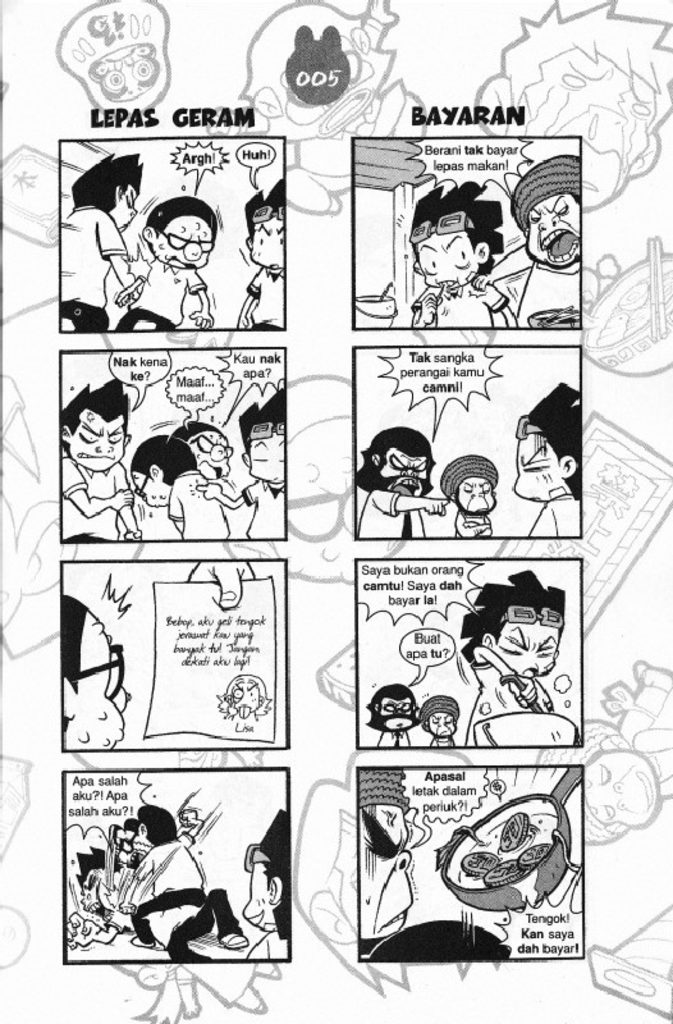 005
LEPAS GERAM
Argh!
Huh!
Nak kena
ke?
Maaf...
maaf...
Kau nak
apa?
Bebop, aku geli tengok
jerawat kau yang
banyak tu! Jangan
dekati aku lagi!
Lisa
Apa salah
aku?! Apa
salah aku?!
BAYARAN
Berani tak bayar
lepas makan!
Tak sangka
perangai kamu
camni!
Saya bukan orang
camtu! Saya dah
bayar la!
Buat
apa tu?
Apasal
letak dalam
periuk?!
Tengok!
Kan saya
dah bayar!